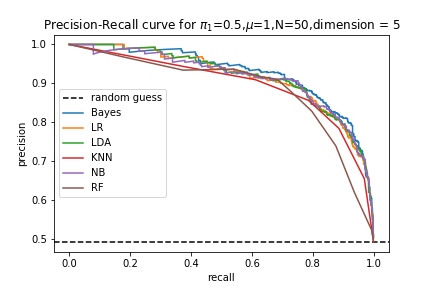 Precision-Recall curve for π₁=0.5,μ=1,N=50,dimension = 5
1.0
0.9
0.8
0.7
0.6
0.5
precision
random guess
Bayes
LR
LDA
KNN
NB
RF
0.0 0.2 0.4 0.6 0.8 1.0
recall